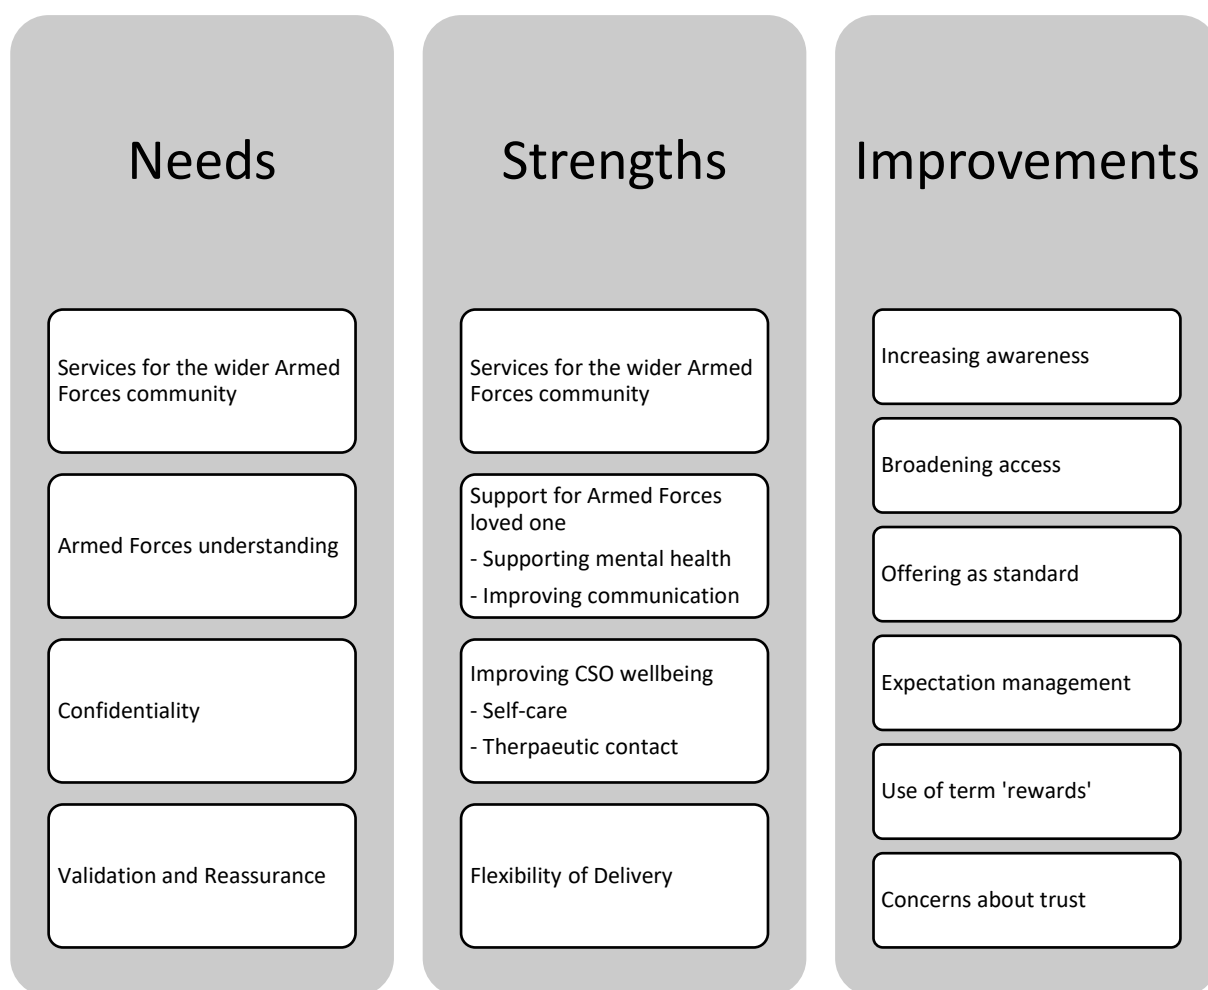 Needs
Services for the wider Armed
Forces community
Armed Forces understanding
Confidentiality
Validation and Reassurance
Strengths
Services for the wider Armed
Forces community
Support for Armed Forces
loved one
- Supporting mental health
- Improving communication
Improving CSO wellbeing
- Self-care
- Therpaeutic contact
Flexibility of Delivery
Improvements
Increasing awareness
Broadening access
Offering as standard
Expectation management
Use of term 'rewards'
Concerns about trust